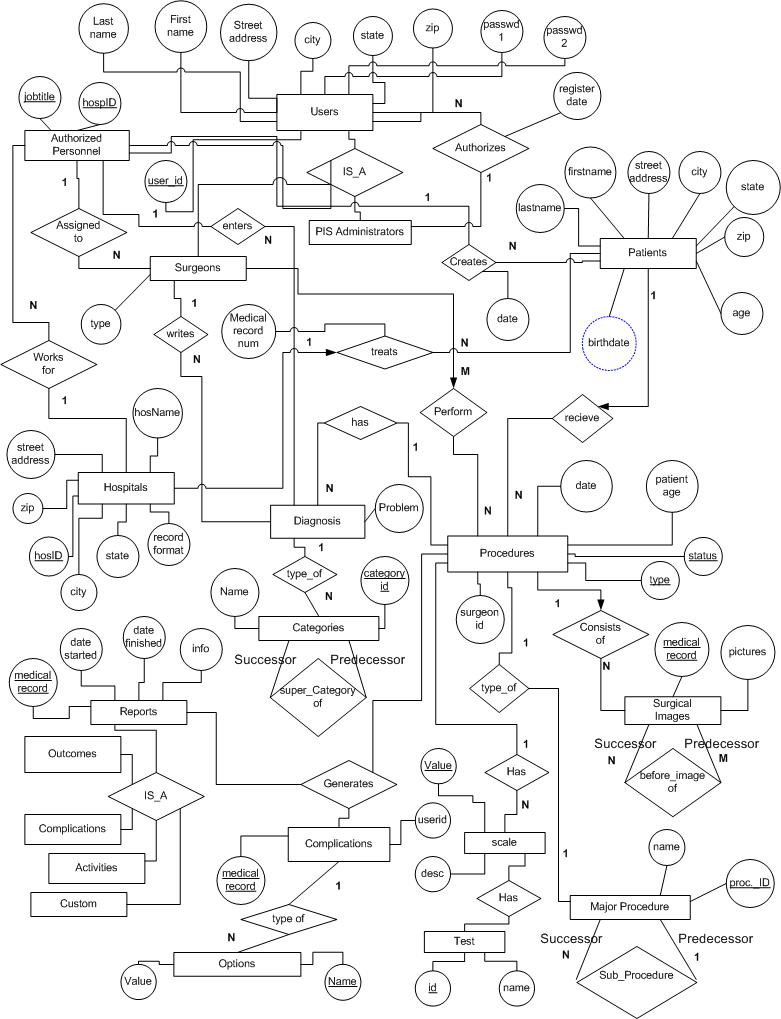 Last
name
First
name
Street
address
city
state
zip
passwd
1
passwd
2
jobtitle
hospID
Users
N
register
date
Authorized
Personnel
Authorizes
user_id
IS_A
firstname
street
address
city
state
1
1
1
1
lastname
Assigned
to
enters
N
PIS Administrators
zip
N
Surgeons
Creates
N
Patients
type
1
writes
N
Medical
record
num
date
1
age
N
Works
for
1
treats
N
birthdate
1
M
hosName
has
1
Perform
recieve
street
address
Hospitals
N
N
N
date
patient
age
zip
hosID
city
state
record
format
Diagnosis
Problem
1
Procedures
status
type
type_of
N
category
id
Name
Categories
surgeon
id
1
Consists
of
N
Successor
Predecessor
super_Category
of
1
type_of
medical
record
pictures
Surgical
Images
Successor
N
Predecessor
M
before_image
of
date
started
date
finished
info
medical
record
Reports
Outcomes
IS_A
Complications
Activities
Custom
Generates
1
Has
N
Value
desc
scale
userid
Complications
medical
record
1
type of
N
Options
Value
Name
Has
Test
id
name
1
name
proc._ID
Major Procedure
Successor
N
Predecessor
1
Sub_Procedure